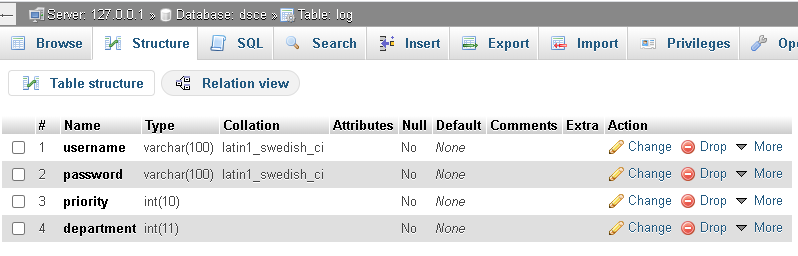 Server: 127.0.0.1 » Database: dsce » Table: log
Browse Structure SQL Search Insert Export Import Privileges
Table structure Relation view
# Name Type Collation Attributes Null Default Comments Extra Action
1 username varchar(100) latin1_swedish_ci No None Change Drop More
2 password varchar(100) latin1_swedish_ci No None Change Drop More
3 priority int(10) No None Change Drop More
4 department int(11) No None Change Drop More